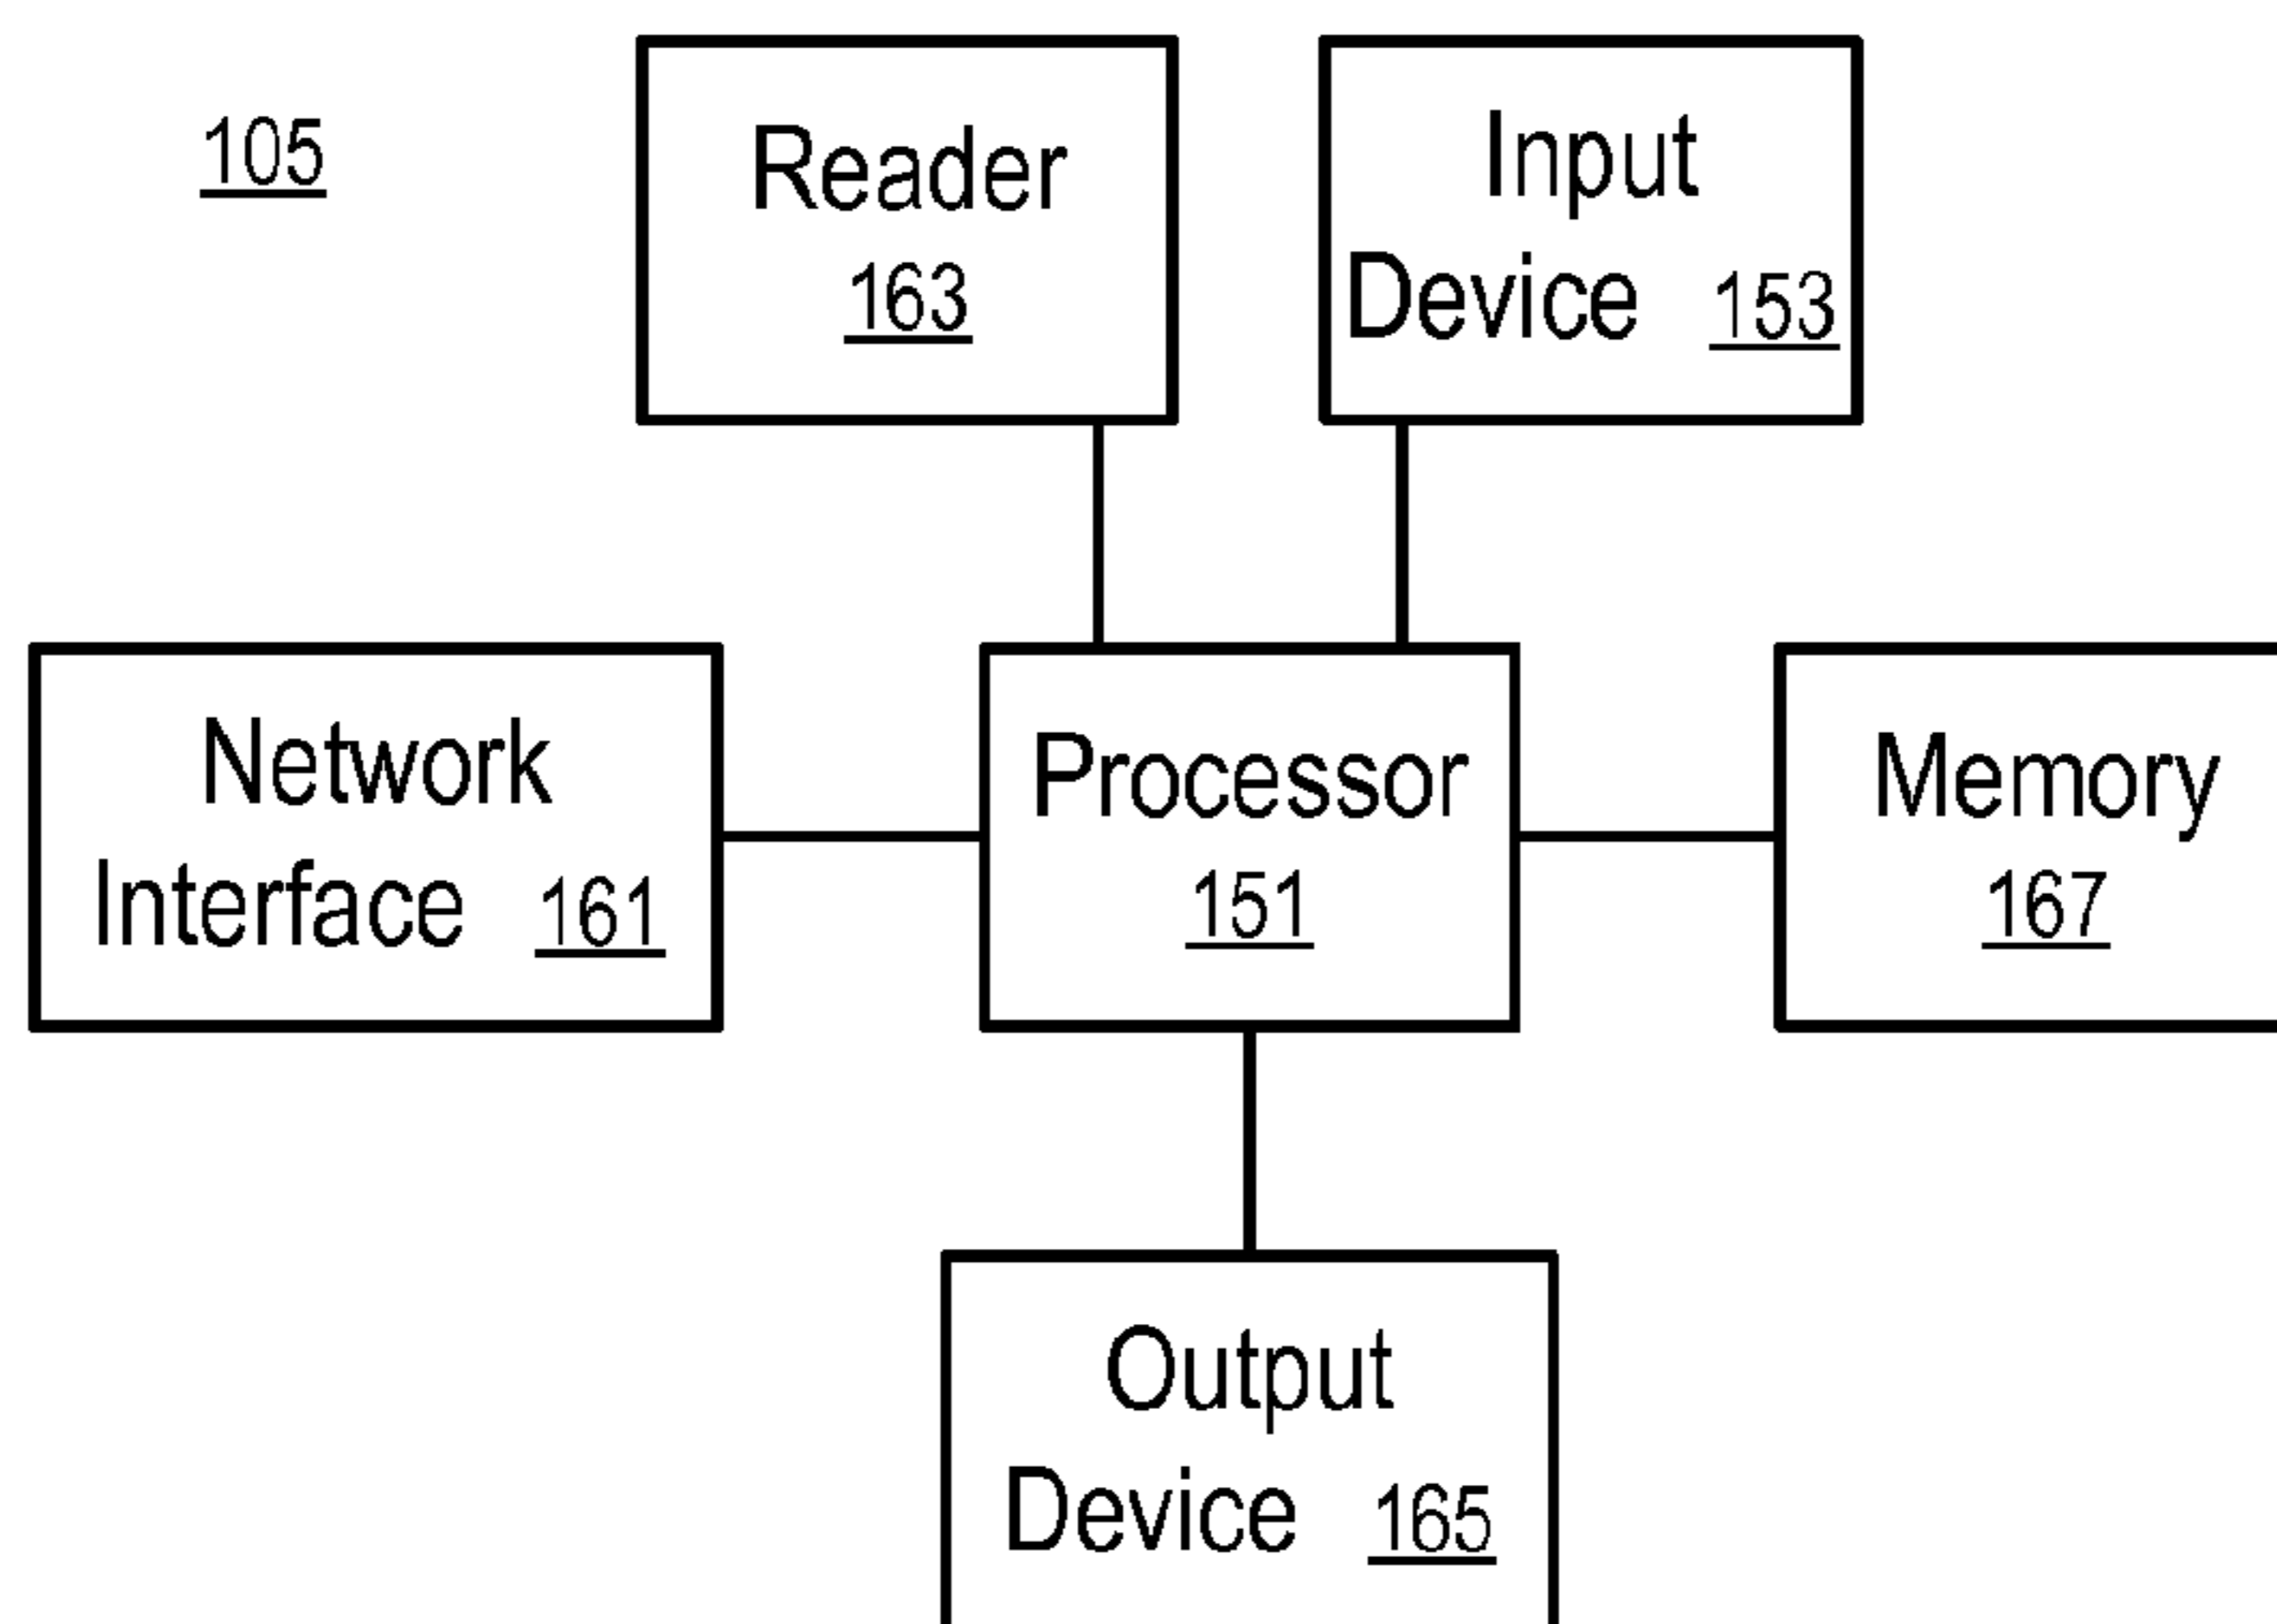 105
Reader
163
Input
Device 153
Network
Interface 161
Processor
151
Memory
167
Output
Device 165